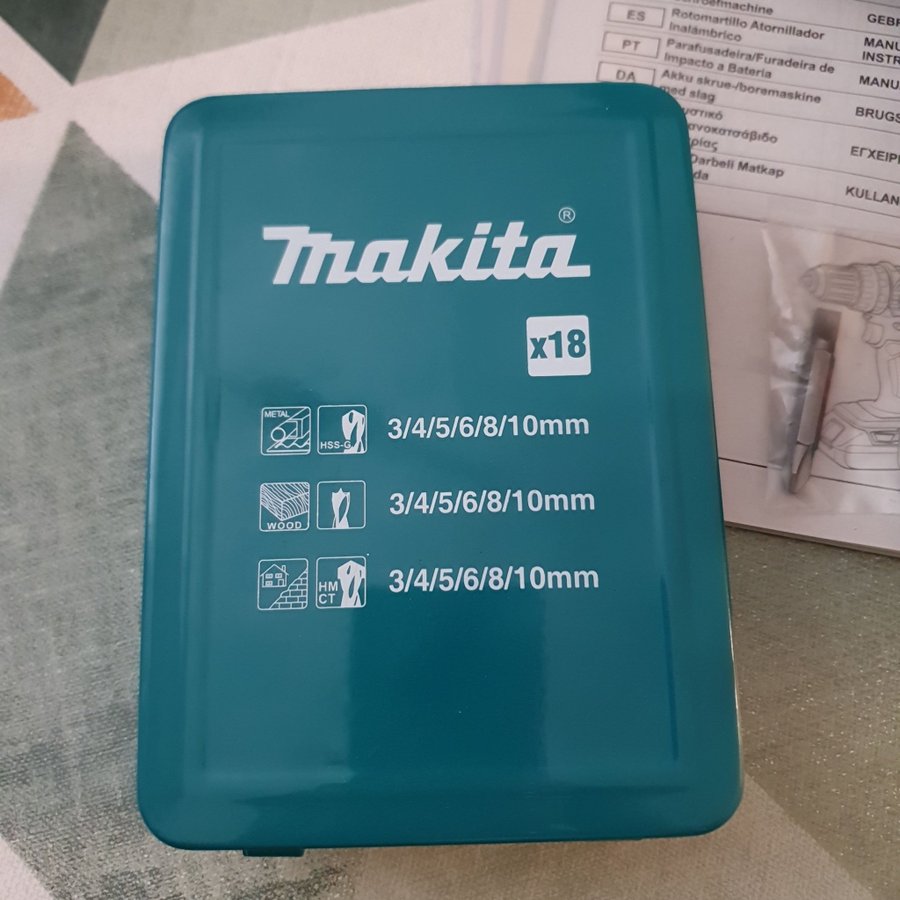 makita®
x18
METAL
HSS-G
3/4/5/6/8/10mm
WOOD
3/4/5/6/8/10mm
HM
CT
3/4/5/6/8/10mm
GEBR
ES Rotomartillo Atornillador
Inalámbrico
MANU
INSTR
PT Parafusadeira/Furadeira de
Impacto a Bateria
MANU
DA Akku skrue-/boremaskine
med slag
BRUGS
ΕΓΧΕΙΡΙ
Darbeli Matkap
KULLAN